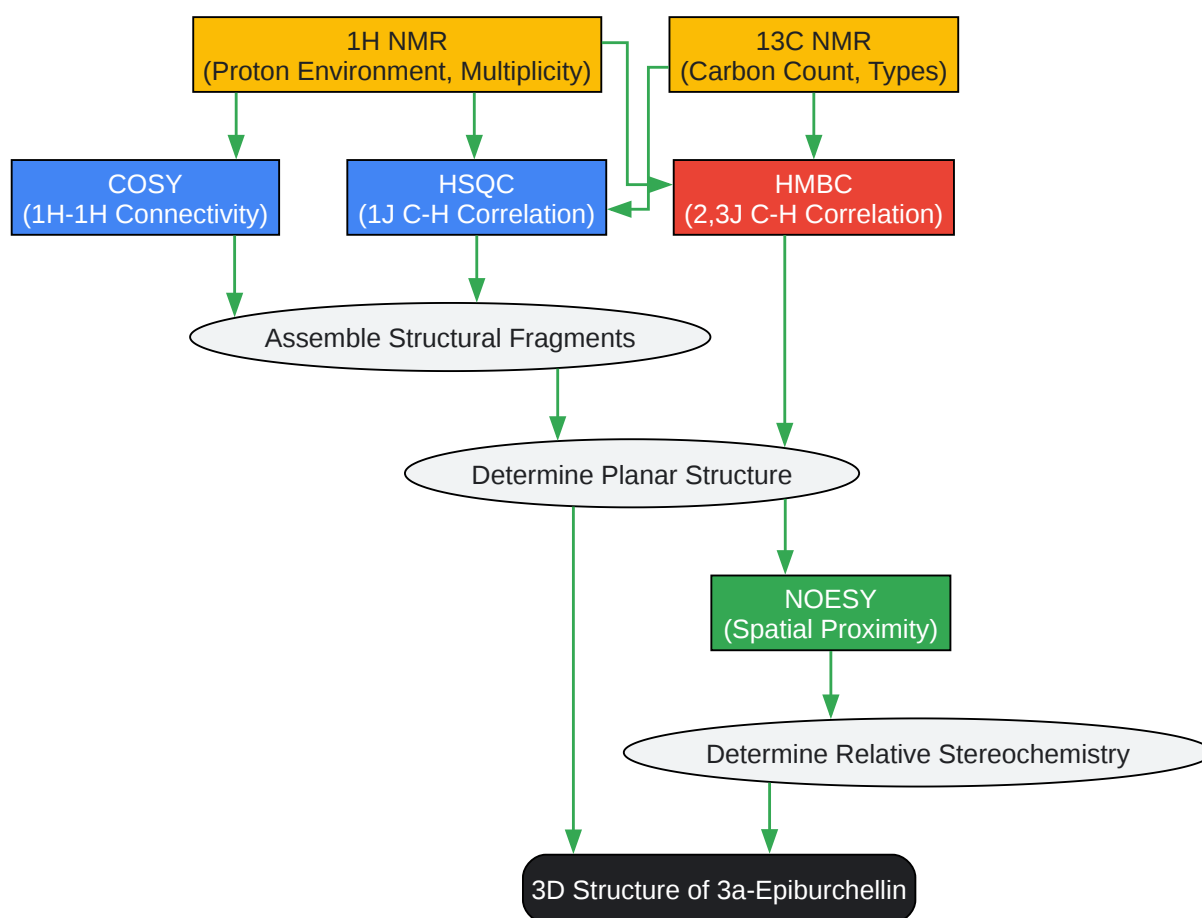 1H NMR
(Proton Environment, Multiplicity)
13C NMR
(Carbon Count, Types)
COSY
(1H-1H Connectivity)
HSQC
(1J C-H Correlation)
HMBC
(2,3J C-H Correlation)
Assemble Structural Fragments
Determine Planar Structure
NOESY
(Spatial Proximity)
Determine Relative Stereochemistry
3D Structure of 3a-Epiburchellin